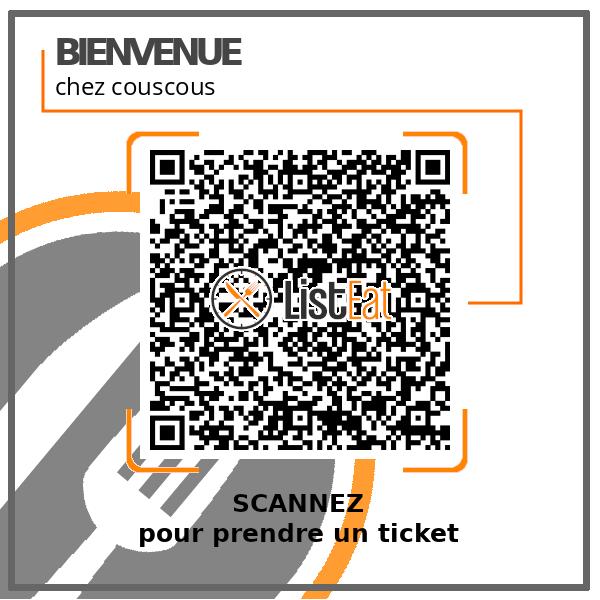 BIENVENUE
chez couscous
ListEat
SCANNEZ
pour prendre un ticket